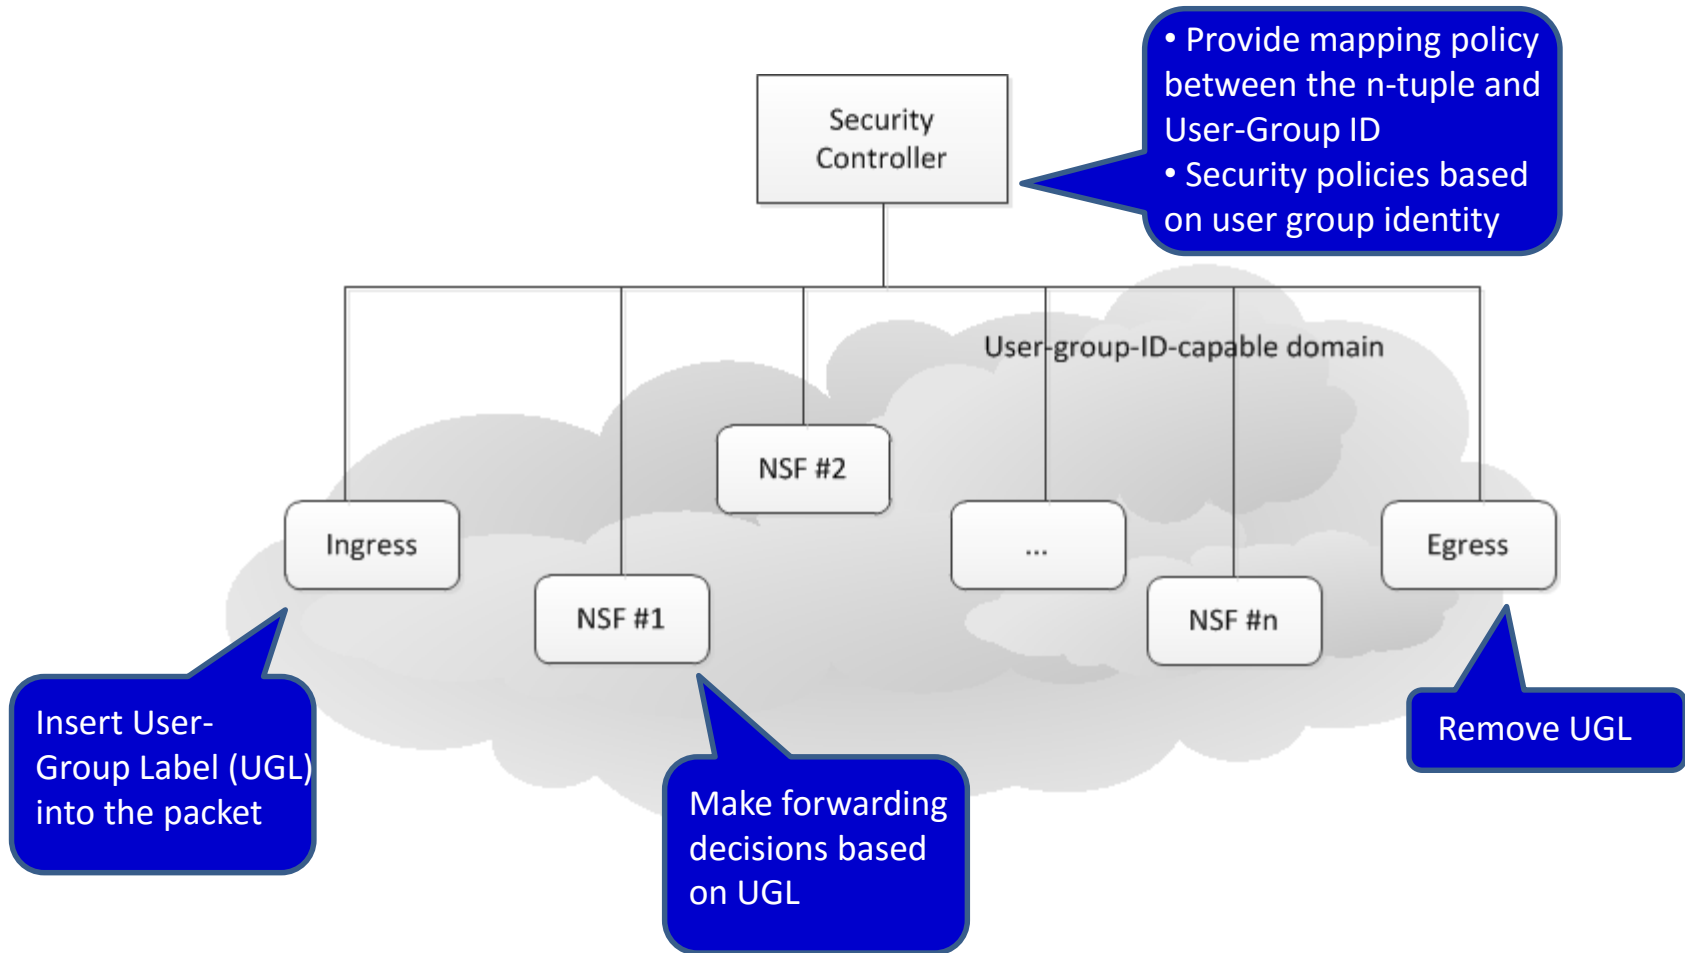 • Provide mapping policy
between the n-tuple and
User-Group ID
• Security policies based
on user group identity
Security
Controller
User-group-ID-capable domain
NSF #2
Ingress
...
Egress
NSF #1
NSF #n
Insert User-
Group Label (UGL)
into the packet
Make forwarding
decisions based
on UGL
Remove UGL